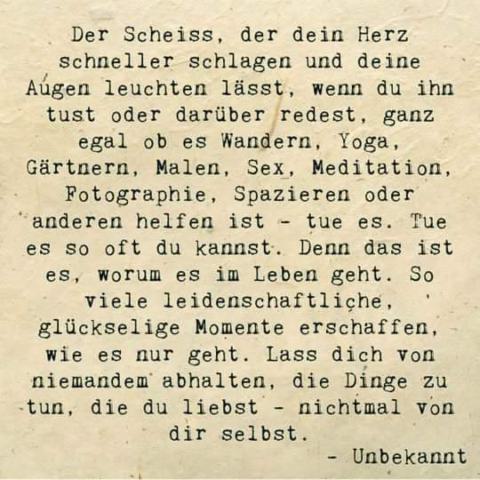 Der Scheiss, der dein Herz
schneller schlagen und deine
Augen leuchten lässt, wenn du ihn
tust oder darüber redest, ganz
egal ob es Wandern, Yoga,
Gärtnern, Malen, Sex, Meditation,
Fotographie, Spazieren oder
anderen helfen ist - tue es. Tue
es so oft du kannst. Denn das ist
es, worum es im Leben geht. So
viele leidenschaftliche,
glückselige Momente erschaffen,
wie es nur geht. Lass dich von
niemandem abhalten, die Dinge zu
tun, die du liebst - nichtmal von
dir selbst.
- Unbekannt